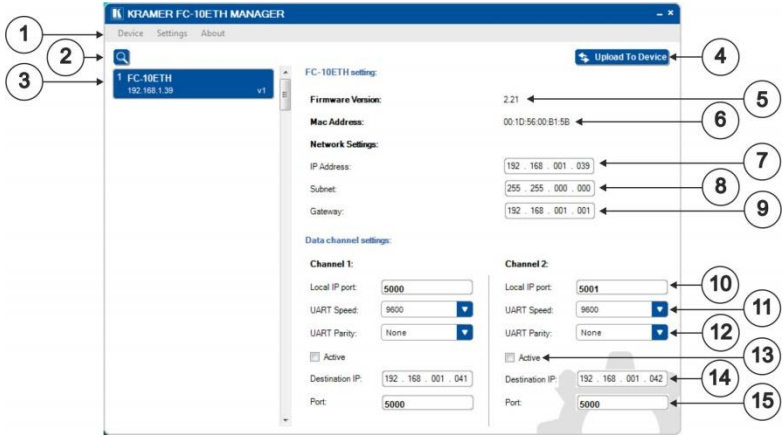 KRAMER FC-10ETH MANAGER
1 Device Settings About
2 Upload To Device 4
3 1 FC-10ETH
192.168.1.39 v1
FC-10ETH setting:
Firmware Version: 2.21 5
Mac Address: 00:1D:56:00:B1:5B 6
Network Settings:
IP Address: 192 . 168 . 001 . 039 7
Subnet: 255 . 255 . 000 . 000 8
Gateway: 192 . 168 . 001 . 001 9
Data channel settings:
Channel 1: Channel 2:
Local IP port: 5000 Local IP port: 5001 10
UART Speed: 9600 UART Speed: 9600 11
UART Parity: None UART Parity: None 12
Active Active 13
Destination IP: 192 . 168 . 001 . 041 Destination IP: 192 . 168 . 001 . 042 14
Port: 5000 Port: 5000 15